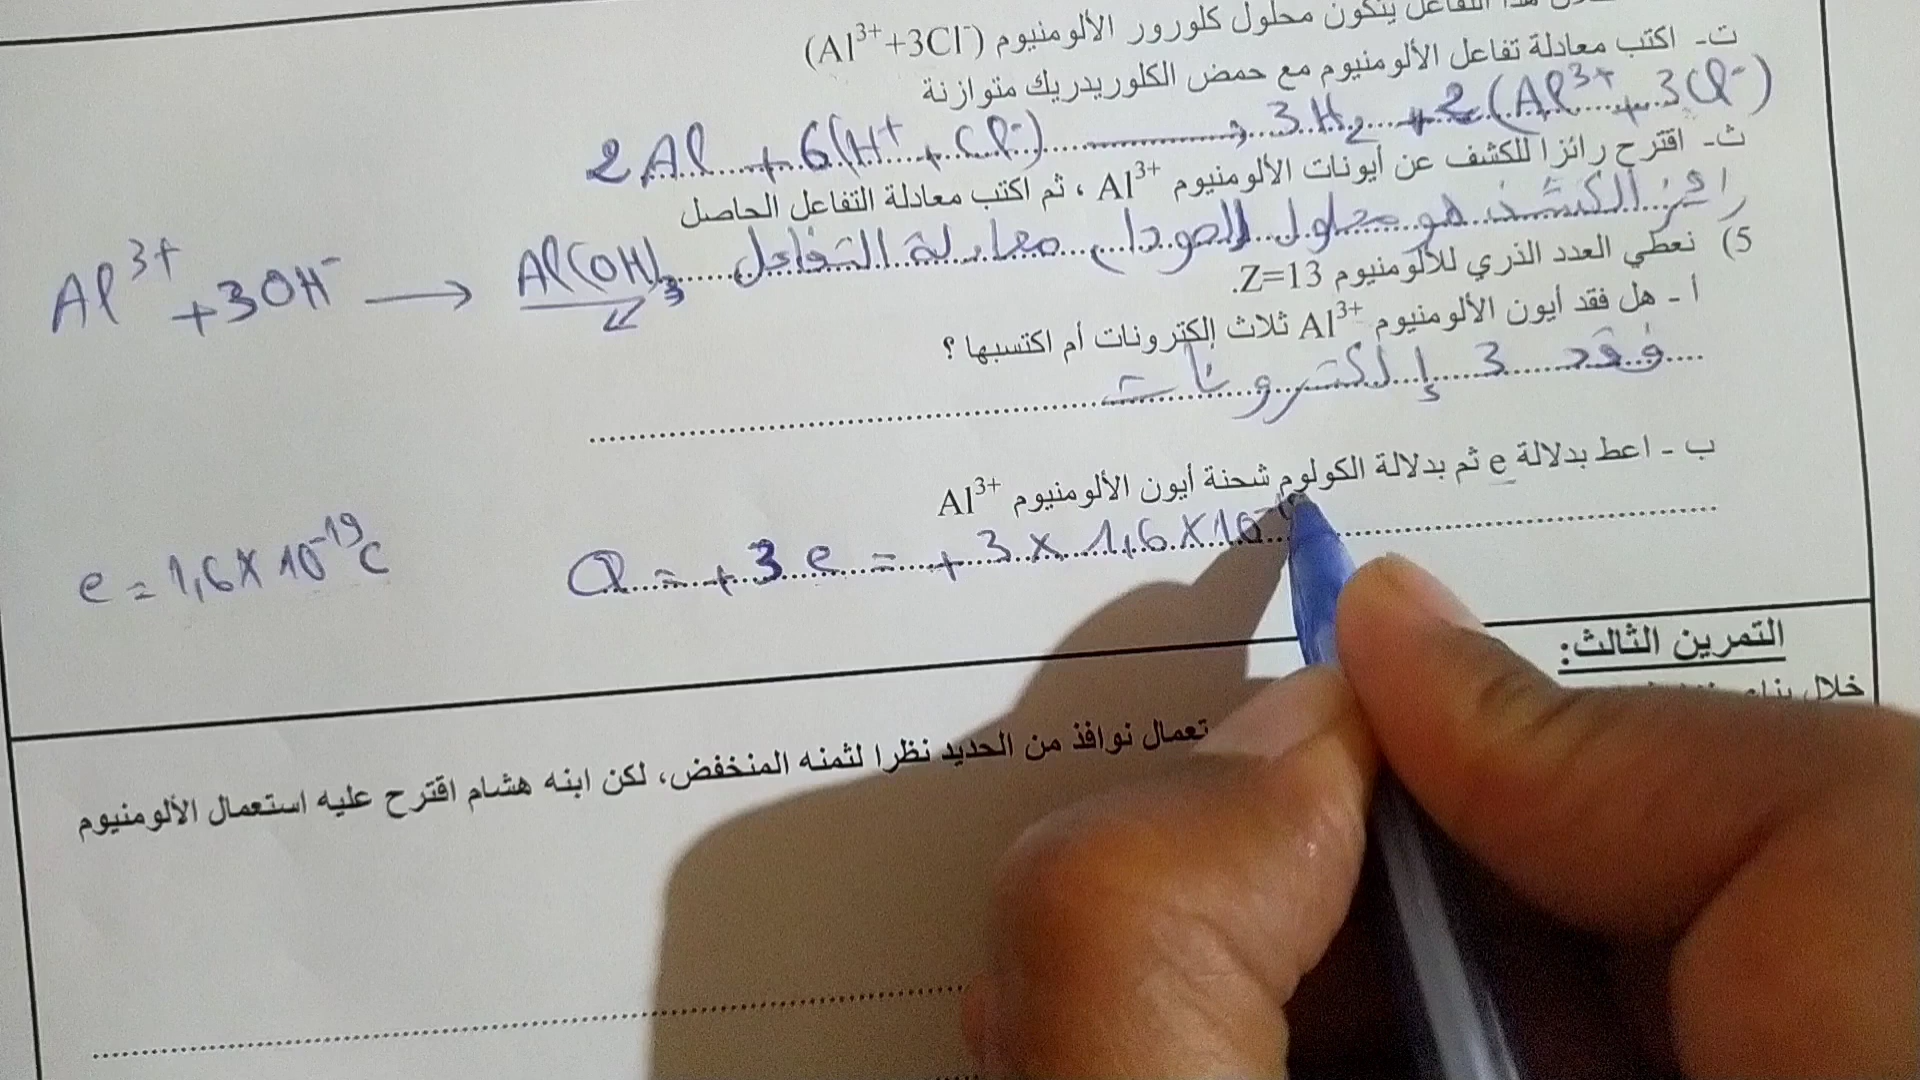 هذا التفاعل يتكون محلول كلورور الألومنيوم (Al³⁺+3Cl⁻)
ت- اكتب معادلة تفاعل الألومنيوم مع حمض الكلوريدريك متوازنة
2Al + 6(H⁺ + Cl⁻) → 3H₂ + 2(Al³⁺ + 3Cl⁻)
ث- اقترح رائزا للكشف عن أيونات الألومنيوم Al³⁺ ، ثم اكتب معادلة التفاعل الحاصل
رائز الكشف هو محلول الصودا، معادلة التفاعل
Al³⁺ + 3OH⁻ → Al(OH)₃
5) نعطي العدد الذري للألومنيوم Z=13.
أ - هل فقد أيون الألومنيوم Al³⁺ ثلاث إلكترونات أم اكتسبها ؟
فقد 3 إلكترونات
ب - اعط بدلالة e ثم بدلالة الكولوم شحنة أيون الألومنيوم Al³⁺
Q = +3e = +3 × 1,6 × 10⁻
e = 1,6 × 10⁻¹⁹ C
التمرين الثالث:
خلال بناء
تعمال نوافذ من الحديد نظرا لثمنه المنخفض، لكن ابنه هشام اقترح عليه استعمال الألومنيوم